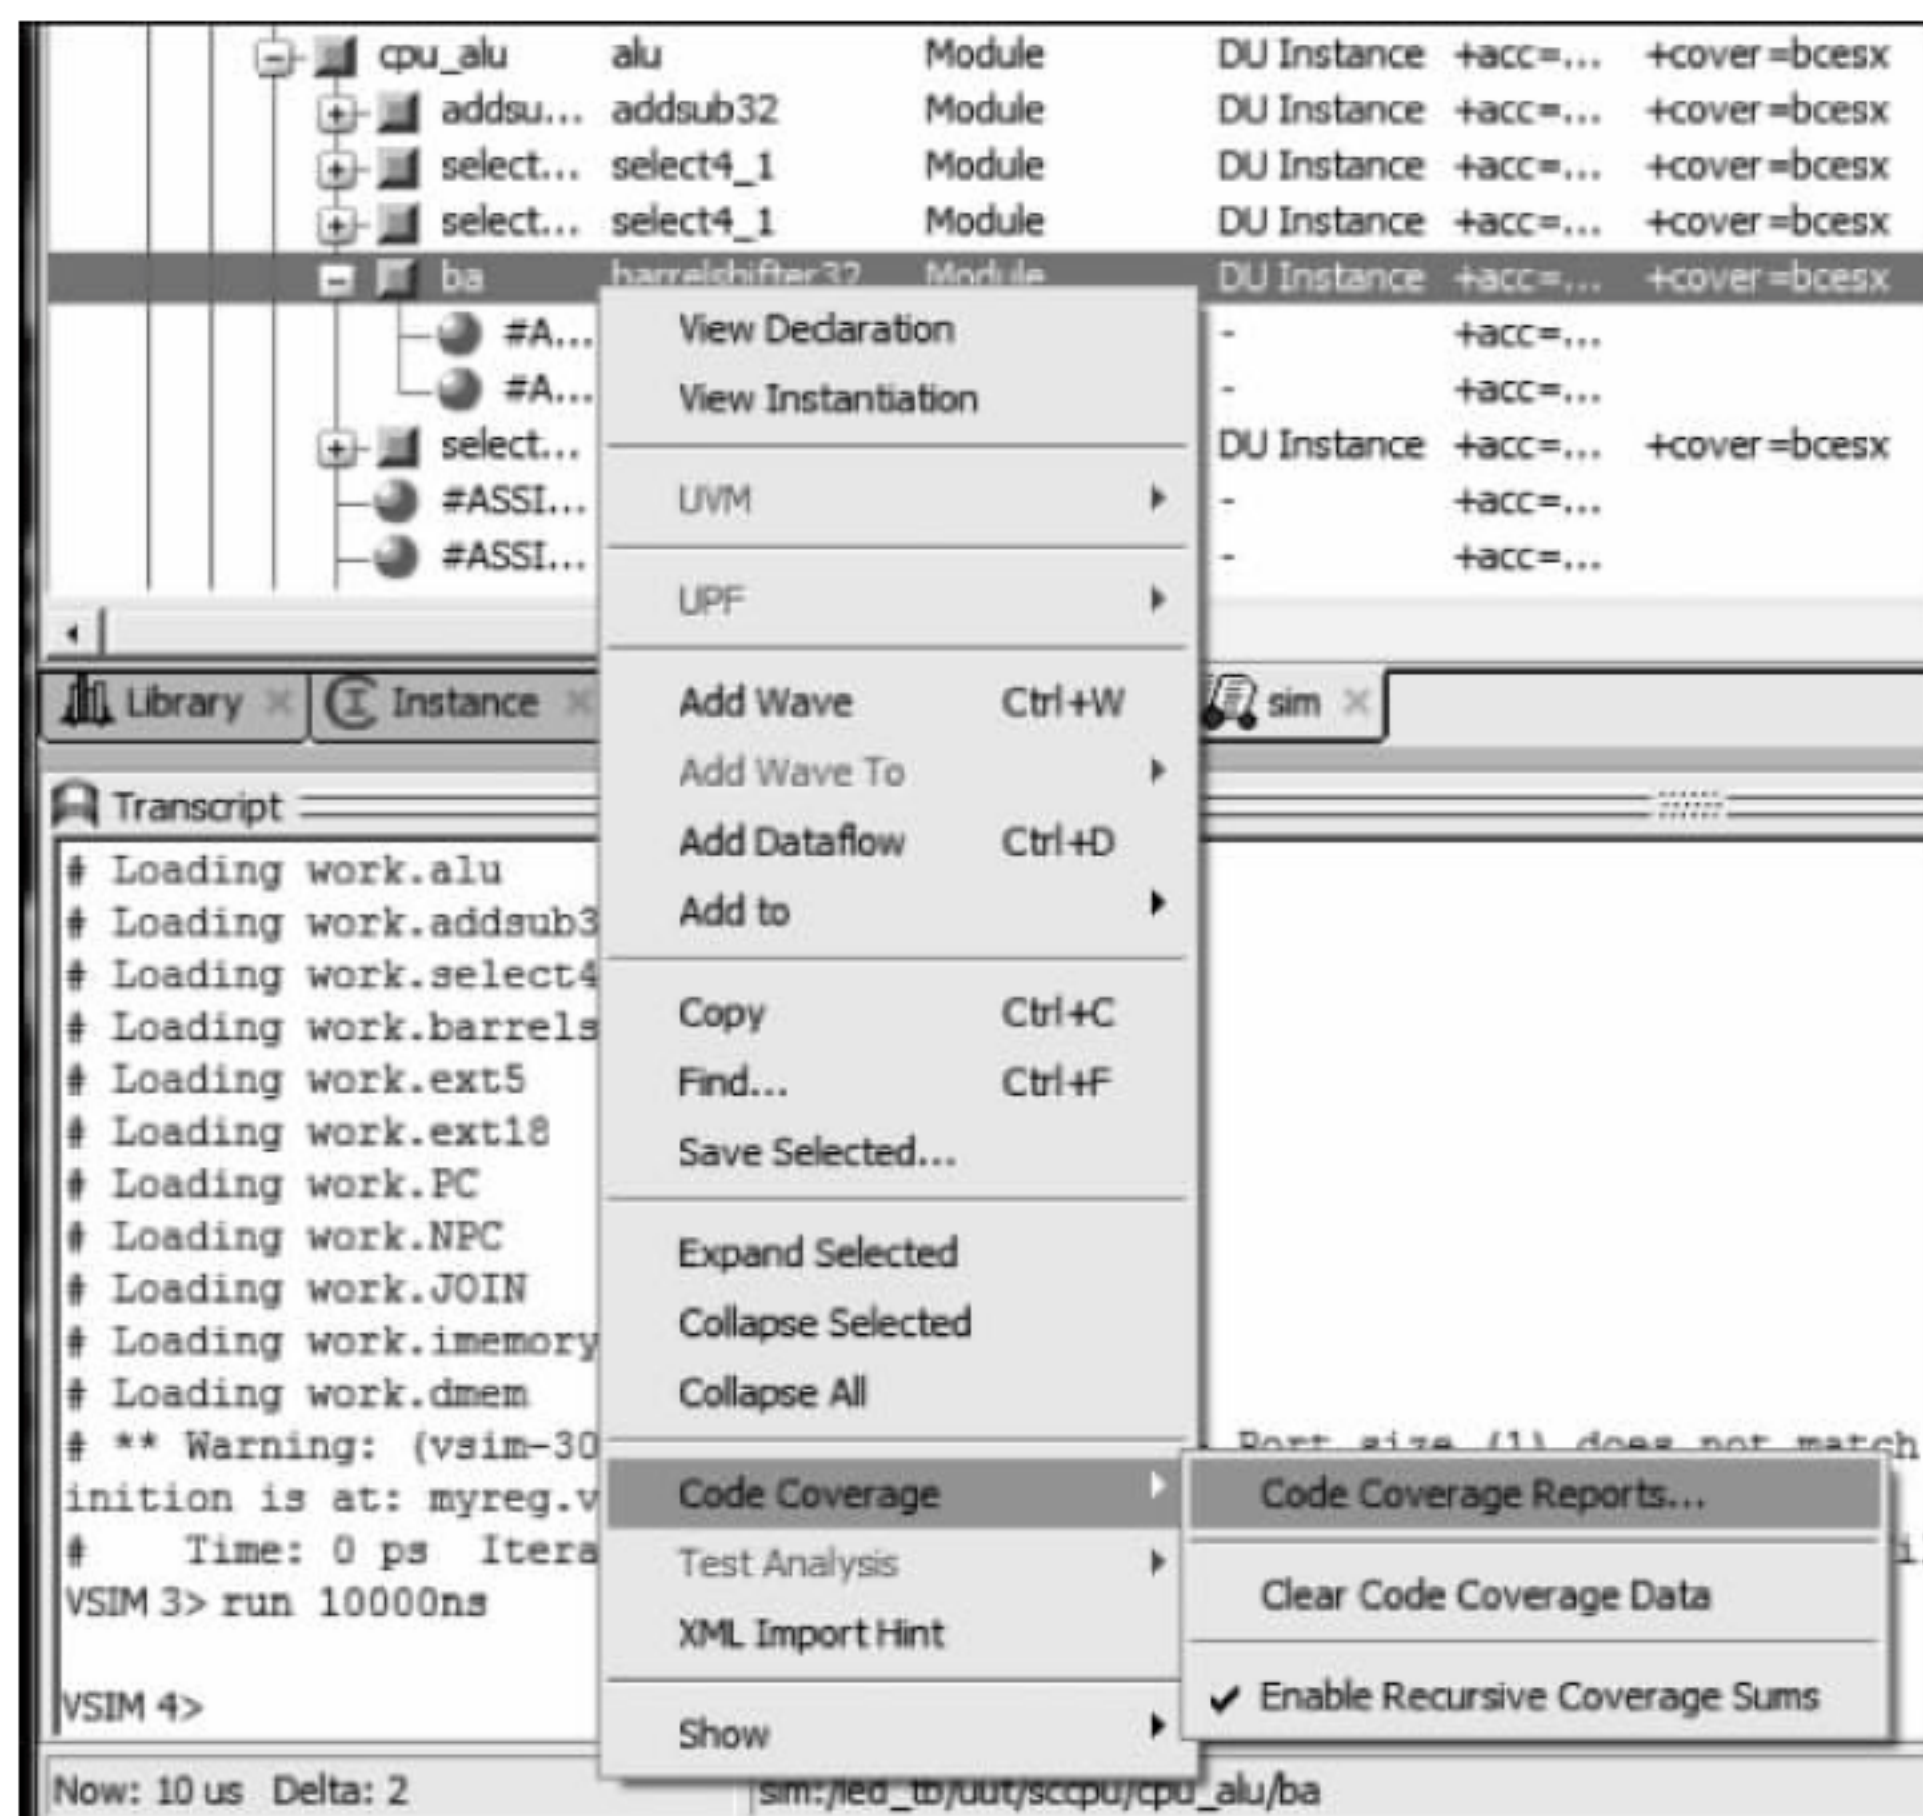 cpu_alu alu Module DU Instance +acc=... +cover=bcesx
addsu... addsub32 Module DU Instance +acc=... +cover=bcesx
select... select4_1 Module DU Instance +acc=... +cover=bcesx
select... select4_1 Module DU Instance +acc=... +cover=bcesx
ba barrelshifter32 Module DU Instance +acc=... +cover=bcesx
#A... - +acc=...
#A... - +acc=...
select... DU Instance +acc=... +cover=bcesx
#ASSI... - +acc=...
#ASSI... - +acc=...
View Declaration
View Instantiation
UVM
UPF
Add Wave Ctrl+W
Add Wave To
Add Dataflow Ctrl+D
Add to
Copy Ctrl+C
Find... Ctrl+F
Save Selected...
Expand Selected
Collapse Selected
Collapse All
Code Coverage
Test Analysis
XML Import Hint
Show
Code Coverage Reports...
Clear Code Coverage Data
✔ Enable Recursive Coverage Sums
Library Instance sim
Transcript
# Loading work.alu
# Loading work.addsub3
# Loading work.select4
# Loading work.barrels
# Loading work.ext5
# Loading work.ext18
# Loading work.PC
# Loading work.NPC
# Loading work.JOIN
# Loading work.imemory
# Loading work.dmem
# ** Warning: (vsim-30 Port size (1) does not match
inition is at: myreg.v
# Time: 0 ps Itera
VSIM 3> run 10000ns
VSIM 4>
Now: 10 us Delta: 2 sim:/led_tb/uut/sccpu/cpu_alu/ba